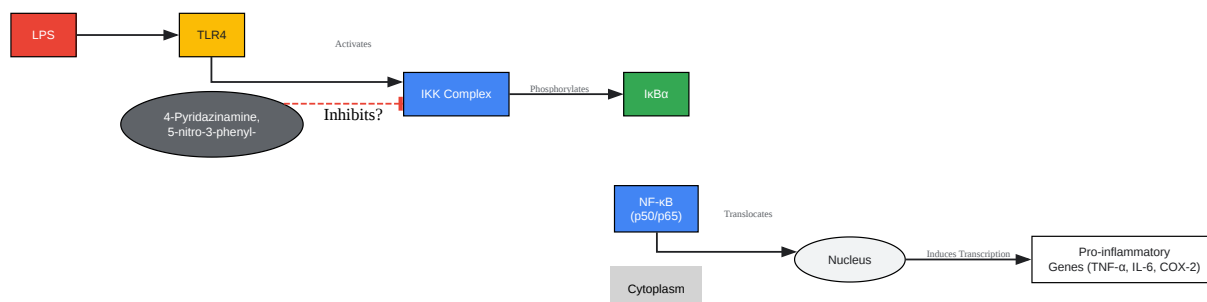 LPS
TLR4
Activates
IKK Complex
Phosphorylates
IκBα
4-Pyridazinamine,
5-nitro-3-phenyl-
Inhibits?
NF-κB
(p50/p65)
Translocates
Nucleus
Induces Transcription
Pro-inflammatory
Genes (TNF-α, IL-6, COX-2)
Cytoplasm